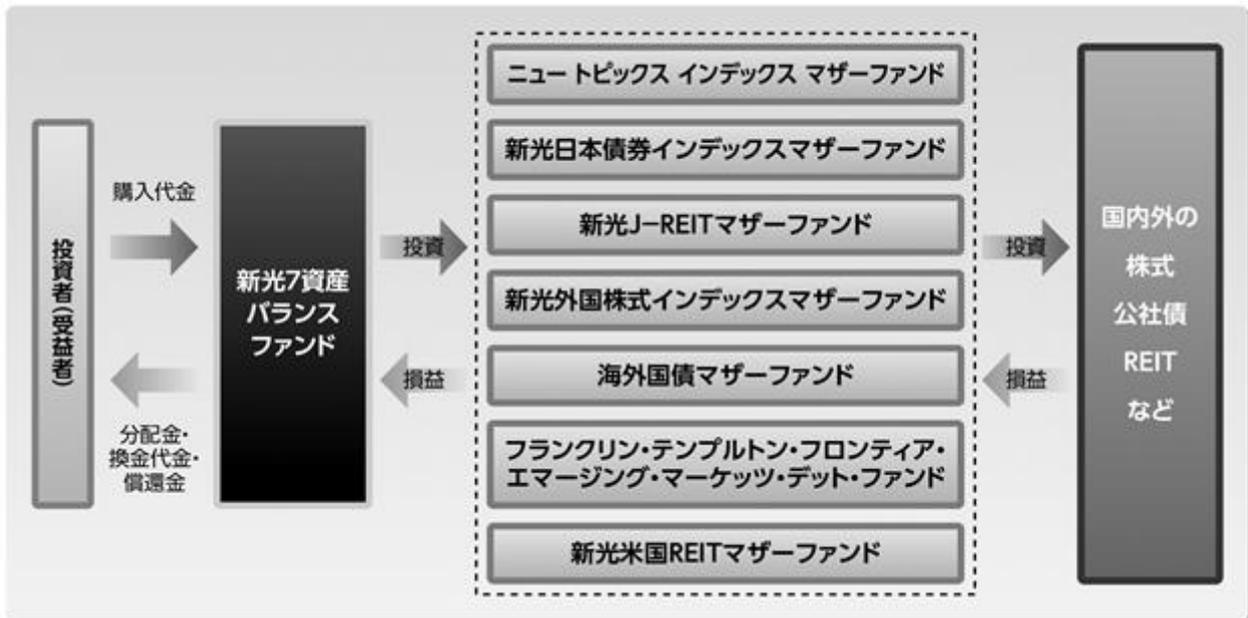 投資者(受益者)
購入代金
分配金・
換金代金・
償還金
新光7資産
バランス
ファンド
投資
損益
ニュー トピックス インデックス マザーファンド
新光日本債券インデックスマザーファンド
新光J-REITマザーファンド
新光外国株式インデックスマザーファンド
海外国債マザーファンド
フランクリン・テンプルトン・フロンティア・
エマージング・マーケッツ・デット・ファンド
新光米国REITマザーファンド
投資
損益
国内外の
株式
公社債
REIT
など